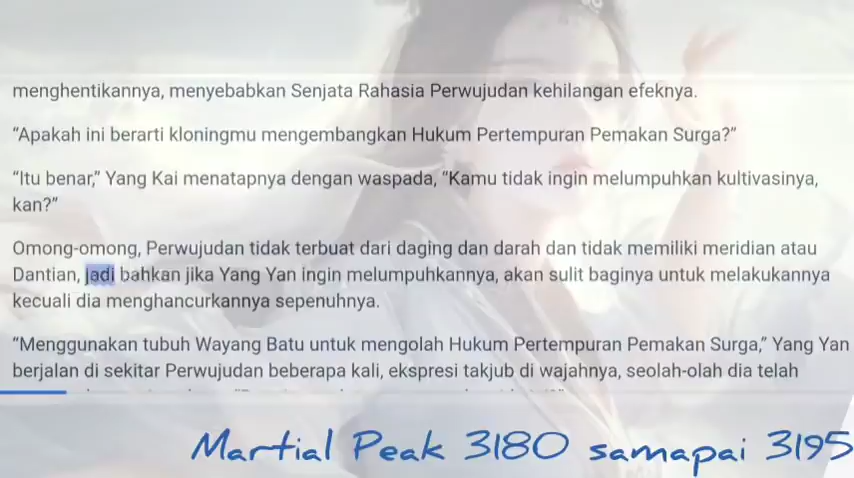 menghentikannya, menyebabkan Senjata Rahasia Perwujudan kehilangan efeknya.
“Apakah ini berarti kloningmu mengembangkan Hukum Pertempuran Pemakan Surga?”
“Itu benar,” Yang Kai menatapnya dengan waspada, “Kamu tidak ingin melumpuhkan kultivasinya,
kan?”
Omong-omong, Perwujudan tidak terbuat dari daging dan darah dan tidak memiliki meridian atau
Dantian, jadi bahkan jika Yang Yan ingin melumpuhkannya, akan sulit baginya untuk melakukannya
kecuali dia menghancurkannya sepenuhnya.
“Menggunakan tubuh Wayang Batu untuk mengolah Hukum Pertempuran Pemakan Surga,” Yang Yan
berjalan di sekitar Perwujudan beberapa kali, ekspresi takjub di wajahnya, seolah-olah dia telah
Martial Peak 3180 samapai 3195